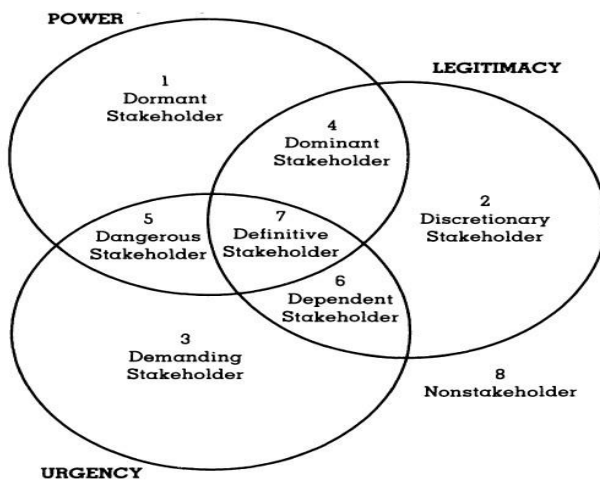 POWER
LEGITIMACY
1
Dormant
Stakeholder
4
Dominant
Stakeholder
2
Discretionary
Stakeholder
5
Dangerous
Stakeholder
7
Definitive
Stakeholder
6
Dependent
Stakeholder
3
Demanding
Stakeholder
8
Nonstakeholder
URGENCY